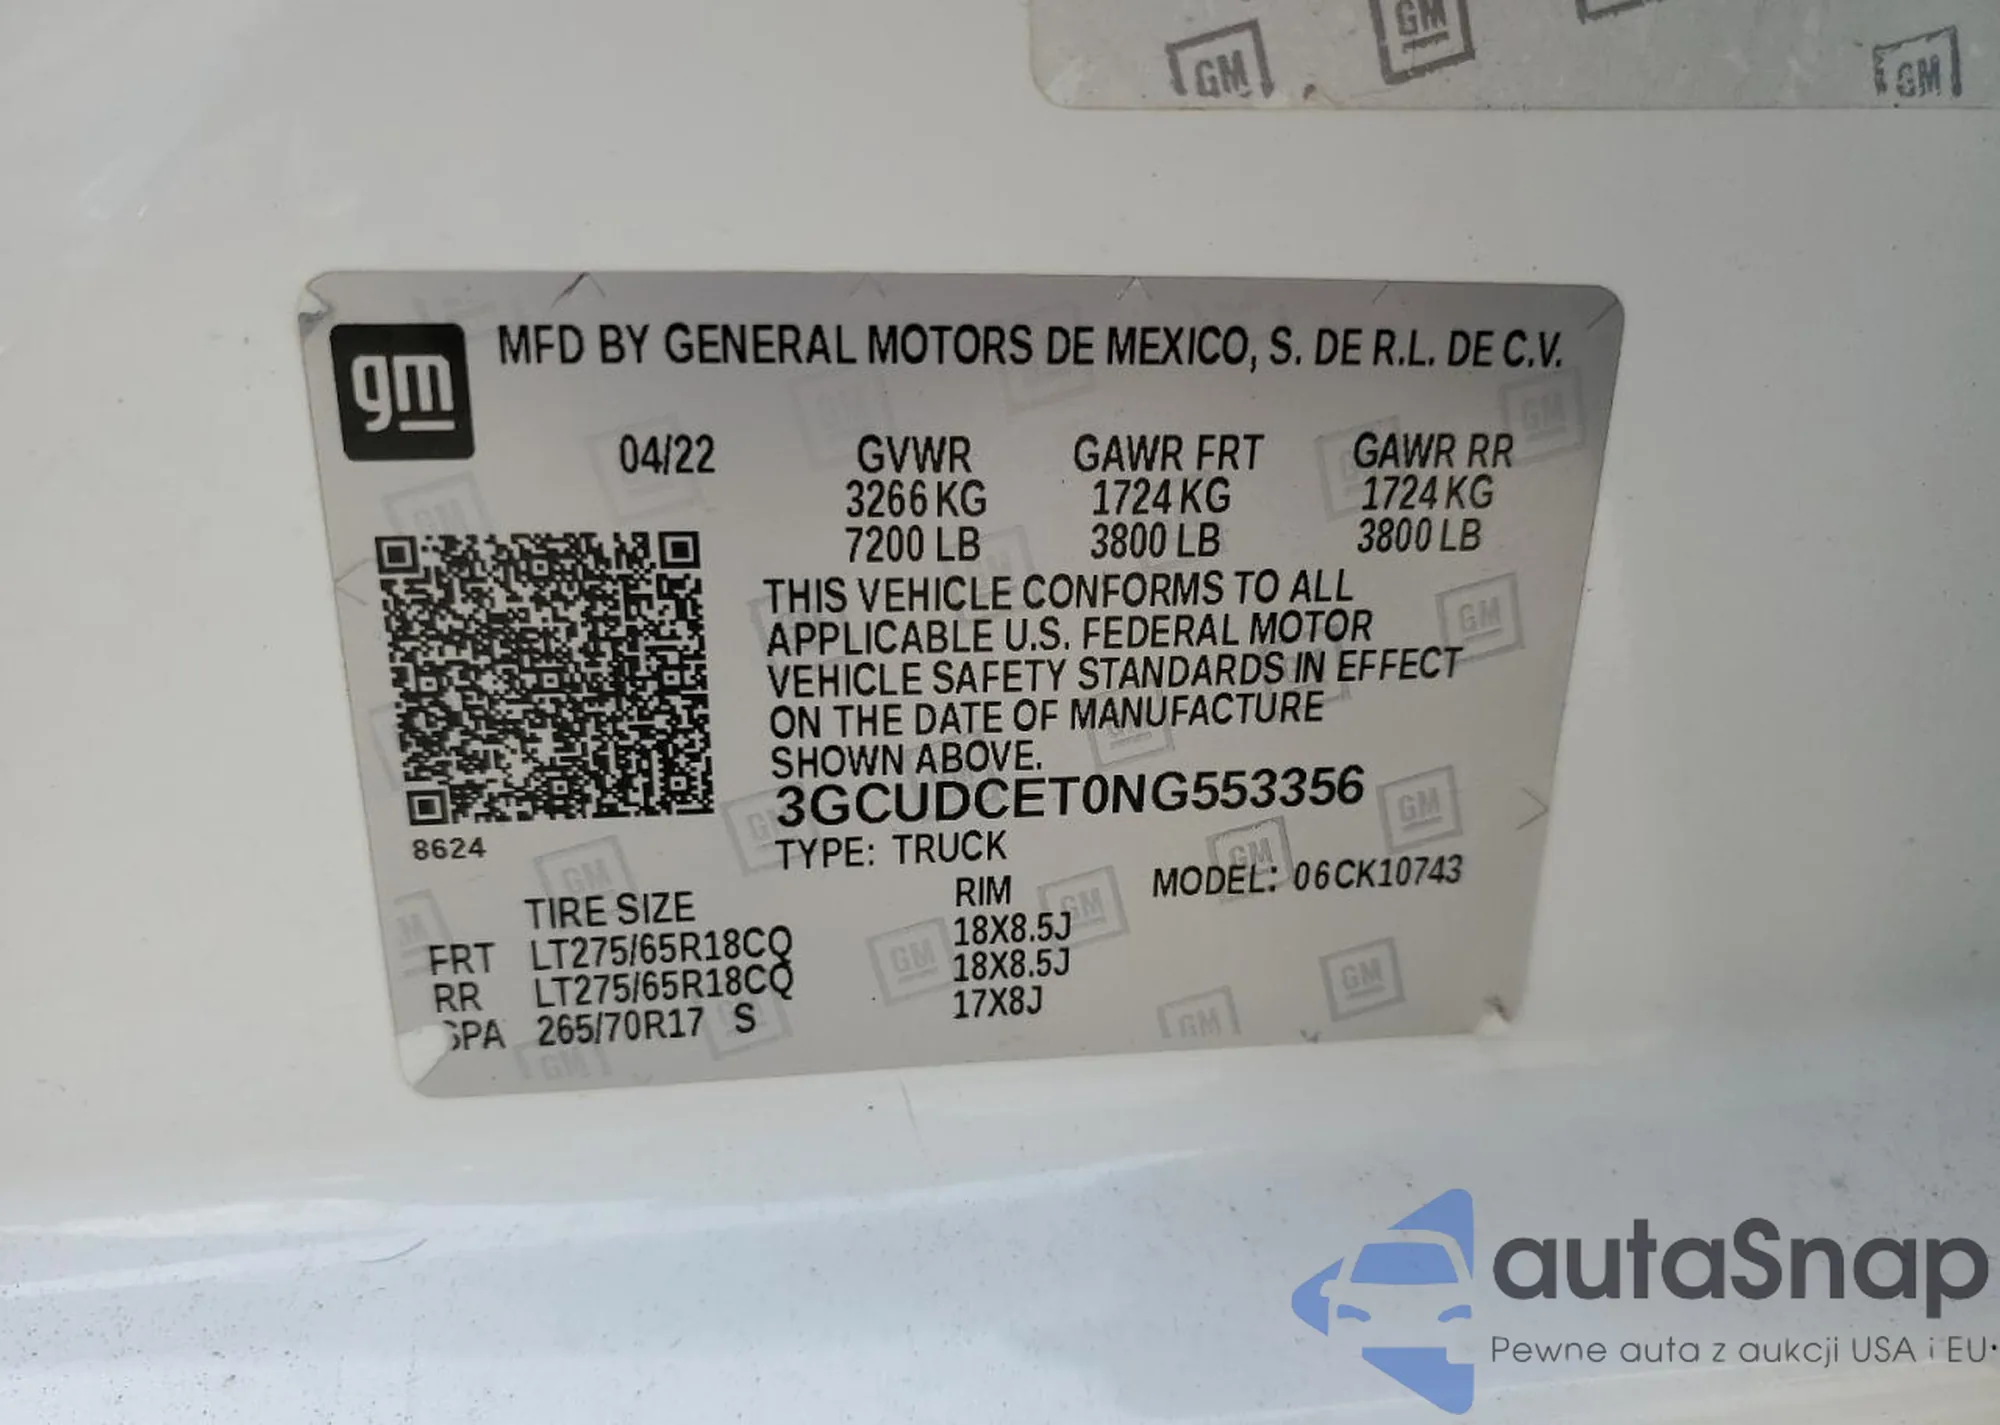 GM GM GM
gm MFD BY GENERAL MOTORS DE MEXICO, S. DE R.L. DE C.V.
04/22 GVWR GAWR FRT GAWR RR
3266 KG 1724 KG 1724 KG
7200 LB 3800 LB 3800 LB
THIS VEHICLE CONFORMS TO ALL
APPLICABLE U.S. FEDERAL MOTOR
VEHICLE SAFETY STANDARDS IN EFFECT
ON THE DATE OF MANUFACTURE
SHOWN ABOVE.
3GCUDCET0NG553356
8624
TYPE: TRUCK
MODEL: 06CK10743
TIRE SIZE RIM
FRT LT275/65R18CQ 18X8.5J
RR LT275/65R18CQ 18X8.5J
SPA 265/70R17 S 17X8J
autaSnap
Pewne auta z aukcji USA i EU